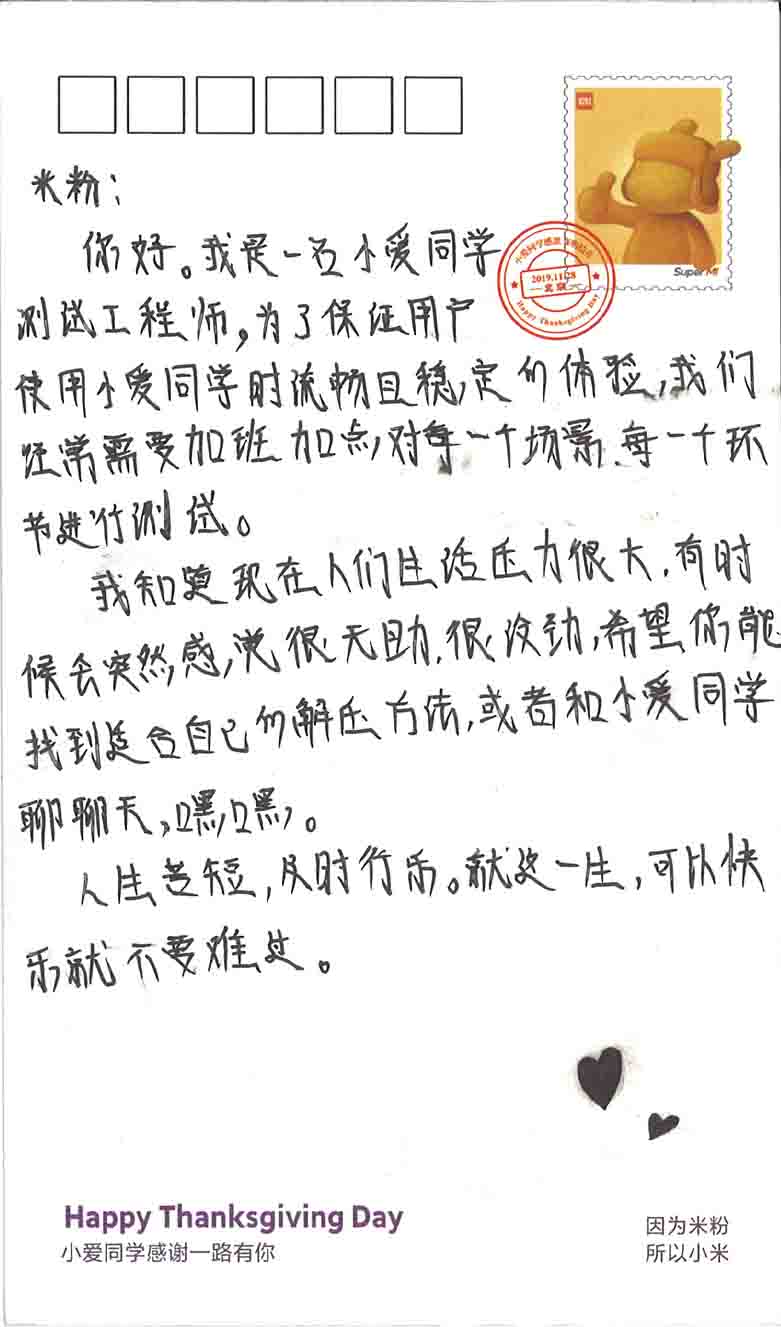 米粉：
你好。我是一名小爱同学
测试工程师，为了保证用户
使用小爱同学时流畅且稳定的体验，我们
经常需要加班加点，对每一个场景、每一个环
节进行测试。
我知道现在人们生活压力很大，有时
候会突然感觉很无助，很没劲，希望你能
找到适合自己的解压方法，或者和小爱同学
聊聊天，嘿嘿。
人生苦短，及时行乐。就这一生，可以快
乐就不要难过。
MI
Super MI
2019.11.28
北京
Happy Thanksgiving Day
Happy Thanksgiving Day
小爱同学感谢一路有你
因为米粉
所以小米